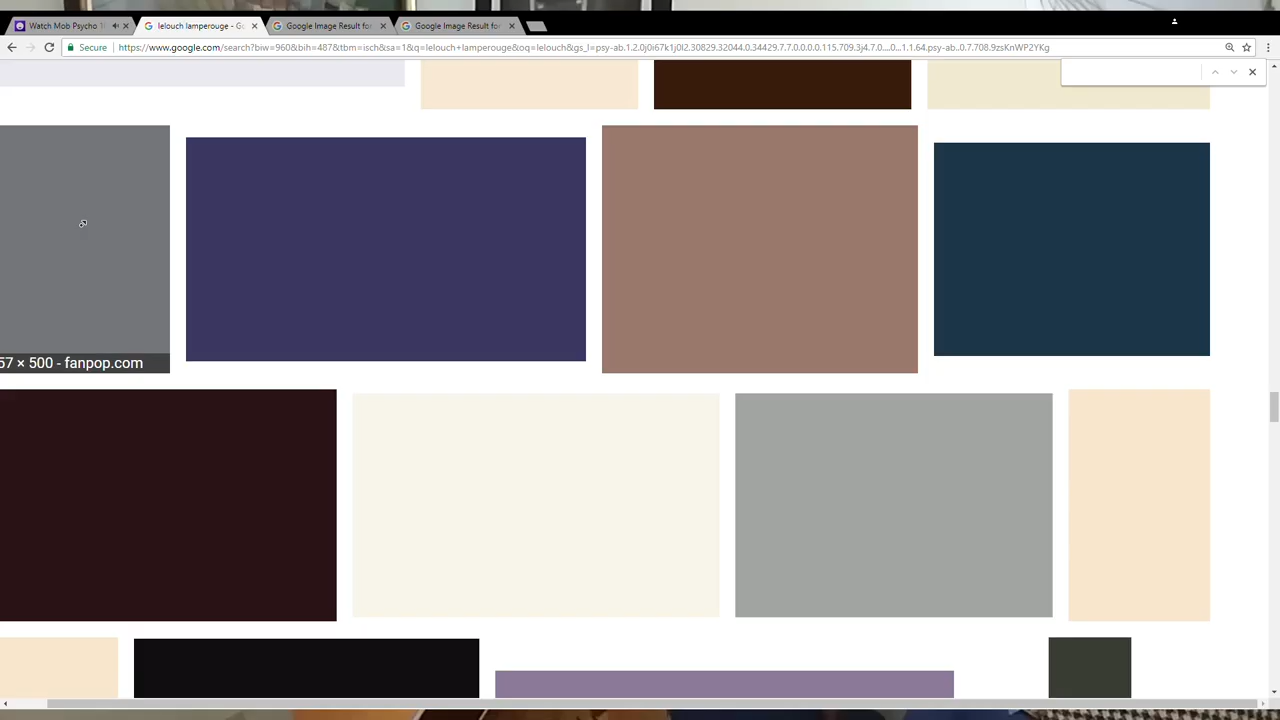 Watch Mob Psycho 1
lelouch lamperouge - Go
Google Image Result for
Google Image Result for
Secure
https://www.google.com/search?biw=960&bih=487&tbm=isch&sa=1&q=lelouch+lamperouge&oq=lelouch&gs_l=psy-ab.1.2.0j0i67k1j0l2.30829.32044.0.34429.7.7.0.0.0.0.115.709.3j4.7.0....0...1.1.64.psy-ab..0.7.708.9zsKnWP2YKg
57 × 500 - fanpop.com